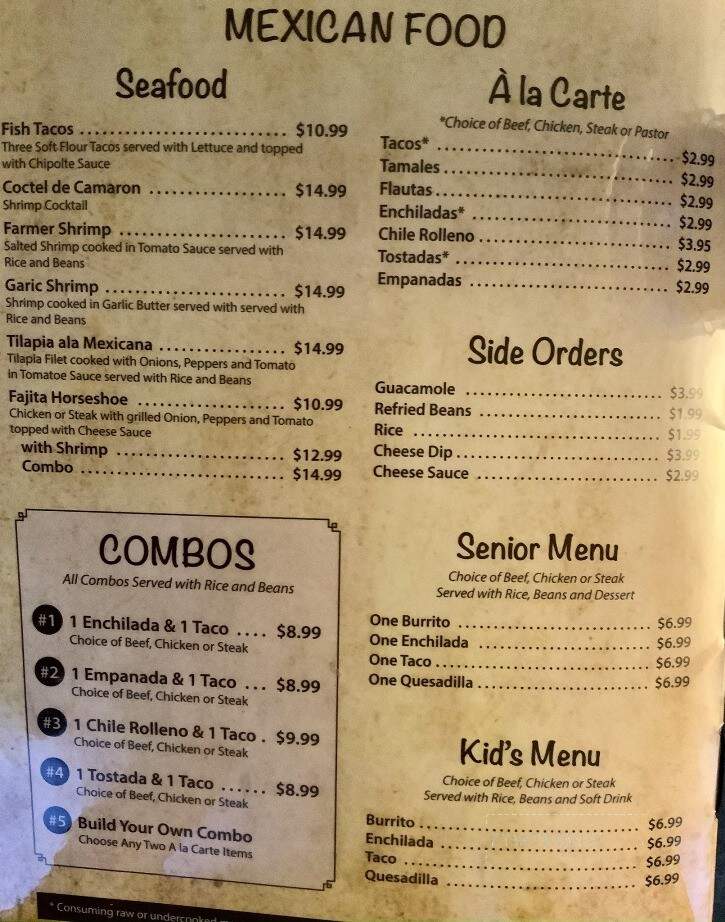 MEXICAN FOOD
Seafood
Fish Tacos ........................... $10.99
Three Soft Flour Tacos served with Lettuce and topped
with Chipolte Sauce
Coctel de Camaron .................. $14.99
Shrimp Cocktail
Farmer Shrimp ...................... $14.99
Salted Shrimp cooked in Tomato Sauce served with
Rice and Beans
Garic Shrimp ........................ $14.99
Shrimp cooked in Garlic Butter served with served with
Rice and Beans
Tilapia ala Mexicana ................ $14.99
Tilapia Filet cooked with Onions, Peppers and Tomato
in Tomatoe Sauce served with Rice and Beans
Fajita Horseshoe ................... $10.99
Chicken or Steak with grilled Onion, Peppers and Tomato
topped with Cheese Sauce
with Shrimp ...................... $12.99
Combo ........................... $14.99
COMBOS
All Combos Served with Rice and Beans
#1 1 Enchilada & 1 Taco .... $8.99
Choice of Beef, Chicken or Steak
#2 1 Empanada & 1 Taco ... $8.99
Choice of Beef, Chicken or Steak
#3 1 Chile Rolleno & 1 Taco . $9.99
Choice of Beef, Chicken or Steak
#4 1 Tostada & 1 Taco ...... $8.99
Choice of Beef, Chicken or Steak
#5 Build Your Own Combo
Choose Any Two A la Carte Items
* Consuming raw or undercooked
À la Carte
*Choice of Beef, Chicken, Steak or Pastor
Tacos* ............................... $2.99
Tamales .............................. $2.99
Flautas ............................... $2.99
Enchiladas* .......................... $2.99
Chile Rolleno ........................ $3.95
Tostadas* ............................ $2.99
Empanadas .......................... $2.99
Side Orders
Guacamole .......................... $3.99
Refried Beans ........................ $1.99
Rice ................................. $1.99
Cheese Dip ........................... $3.99
Cheese Sauce ........................ $2.99
Senior Menu
Choice of Beef, Chicken or Steak
Served with Rice, Beans and Dessert
One Burrito .......................... $6.99
One Enchilada ....................... $6.99
One Taco ............................. $6.99
One Quesadilla ....................... $6.99
Kid's Menu
Choice of Beef, Chicken or Steak
Served with Rice, Beans and Soft Drink
Burrito ............................... $6.99
Enchilada ............................ $6.99
Taco ................................. $6.99
Quesadilla ........................... $6.99